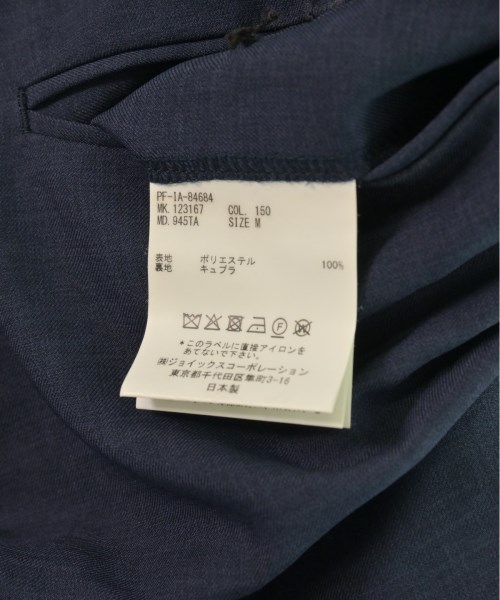 PF-IA-84684
MK. 123167 COL. 150
MD. 945TA SIZE M
表地 ポリエステル 100%
裏地 キュプラ
*このラベルに直接アイロンを
あてないで下さい。
㈱ジョイックスコーポレーション
東京都千代田区隼町3-16
日本製